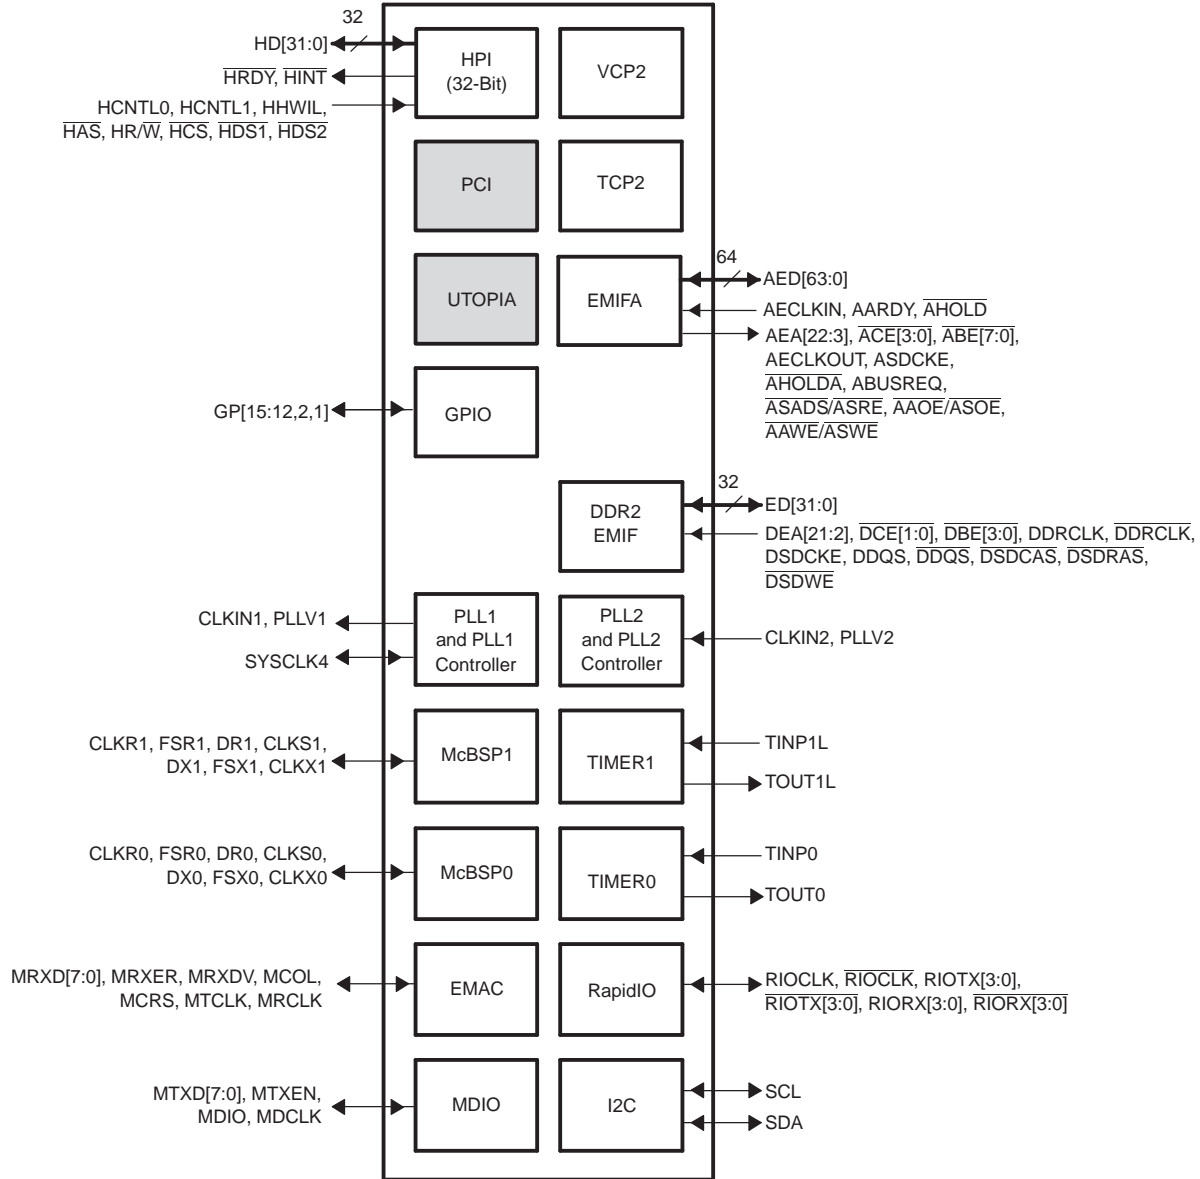 32
HD[31:0]
HRDY, HINT
HCNTL0, HCNTL1, HHWIL,
HAS, HR/W, HCS, HDS1, HDS2
HPI
(32-Bit)
VCP2
PCI
TCP2
UTOPIA
EMIFA
64
AED[63:0]
AECLKIN, AARDY, AHOLD
AEA[22:3], ACE[3:0], ABE[7:0],
AECLKOUT, ASDCKE,
AHOLDA, ABUSREQ,
ASADS/ASRE, AAOE/ASOE,
AAWE/ASWE
GP[15:12,2,1]
GPIO
DDR2
EMIF
32
ED[31:0]
DEA[21:2], DCE[1:0], DBE[3:0], DDRCLK, DDRCLK,
DSDCKE, DDQS, DDQS, DSDCAS, DSDRAS,
DSDWE
CLKIN1, PLLV1
SYSCLK4
PLL1
and PLL1
Controller
PLL2
and PLL2
Controller
CLKIN2, PLLV2
CLKR1, FSR1, DR1, CLKS1,
DX1, FSX1, CLKX1
McBSP1
TIMER1
TINP1L
TOUT1L
CLKR0, FSR0, DR0, CLKS0,
DX0, FSX0, CLKX0
McBSP0
TIMER0
TINP0
TOUT0
MRXD[7:0], MRXER, MRXDV, MCOL,
MCRS, MTCLK, MRCLK
EMAC
RapidIO
RIOCLK, RIOCLK, RIOTX[3:0],
RIOTX[3:0], RIORX[3:0], RIORX[3:0]
MTXD[7:0], MTXEN,
MDIO, MDCLK
MDIO
I2C
SCL
SDA